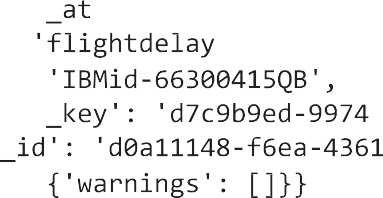 _at
'flightdelay
'IBMid-66300415QB',
_key': 'd7c9b9ed-9974
_id': 'd0a11148-f6ea-4361
{'warnings': []}}